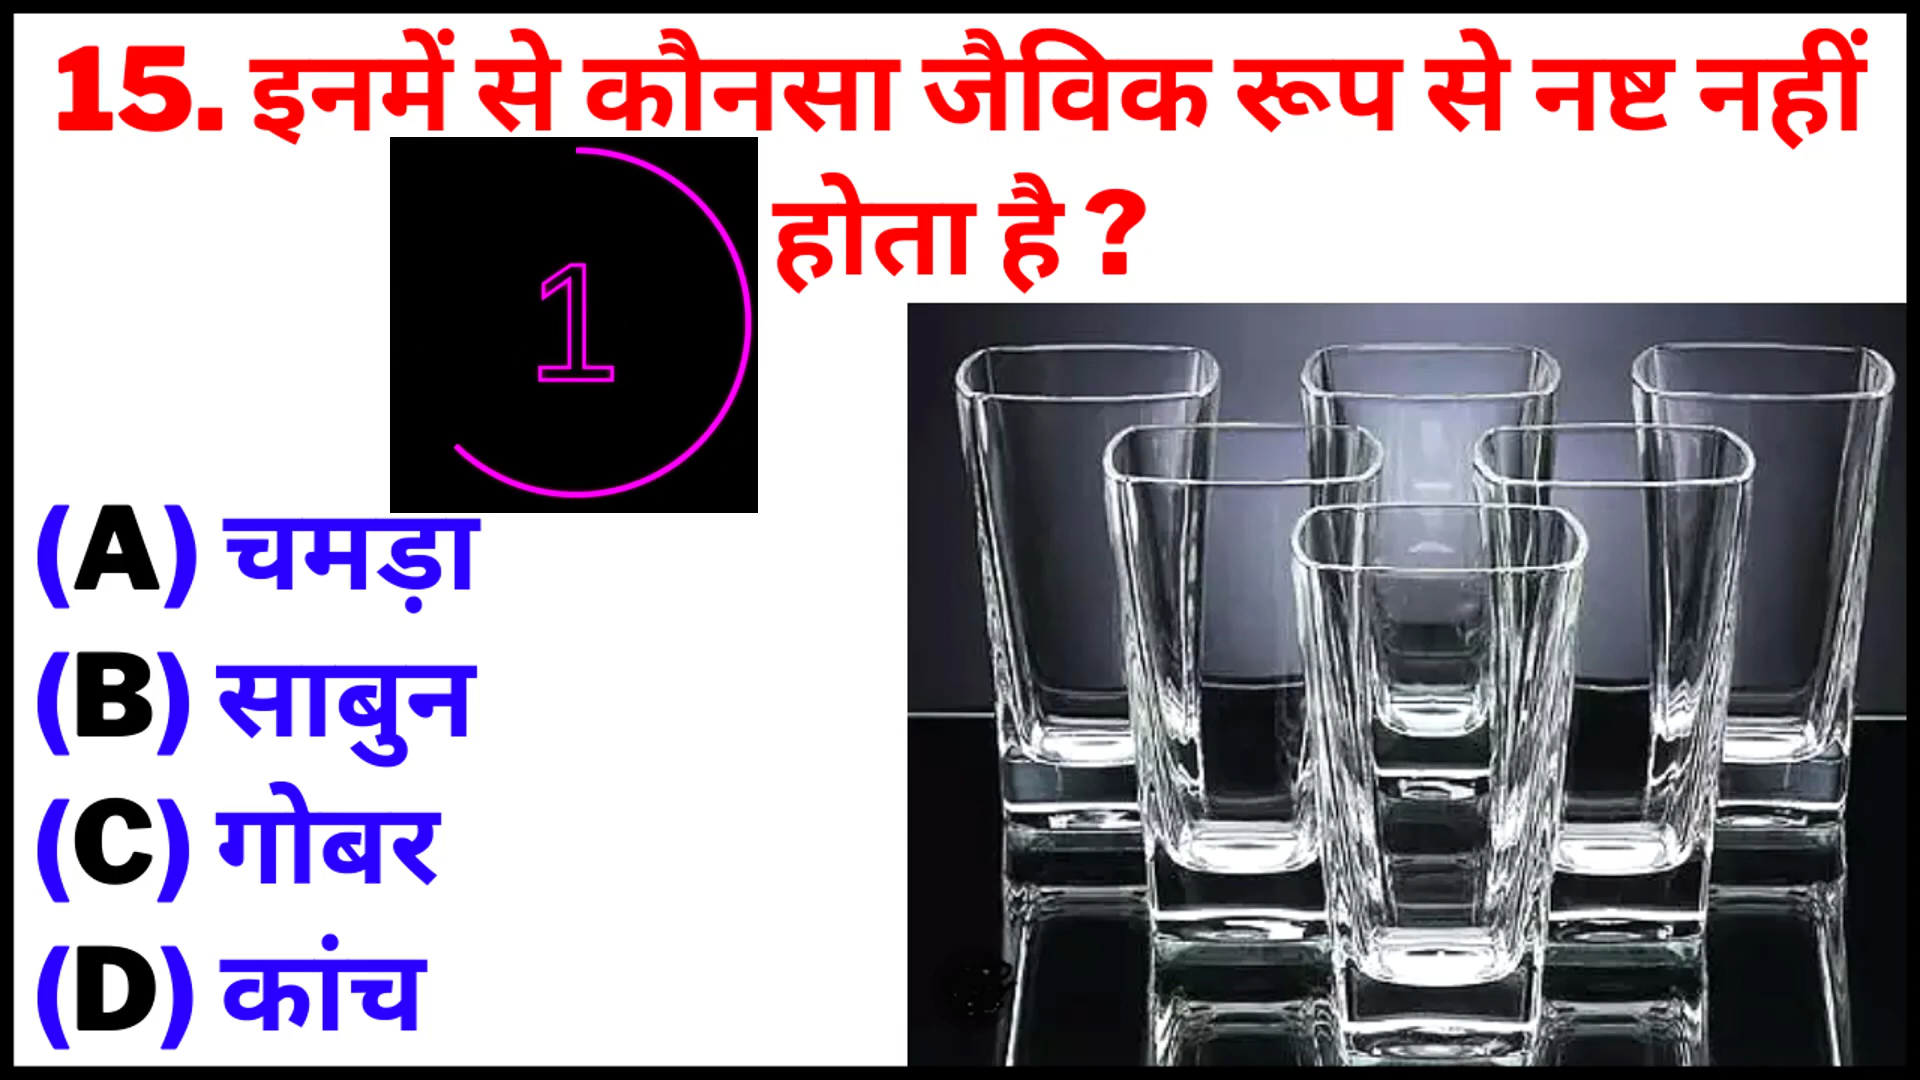 15. इनमें से कौनसा जैविक रूप से नष्ट नहीं
होता है ?
1
(A) चमड़ा
(B) साबुन
(C) गोबर
(D) कांच